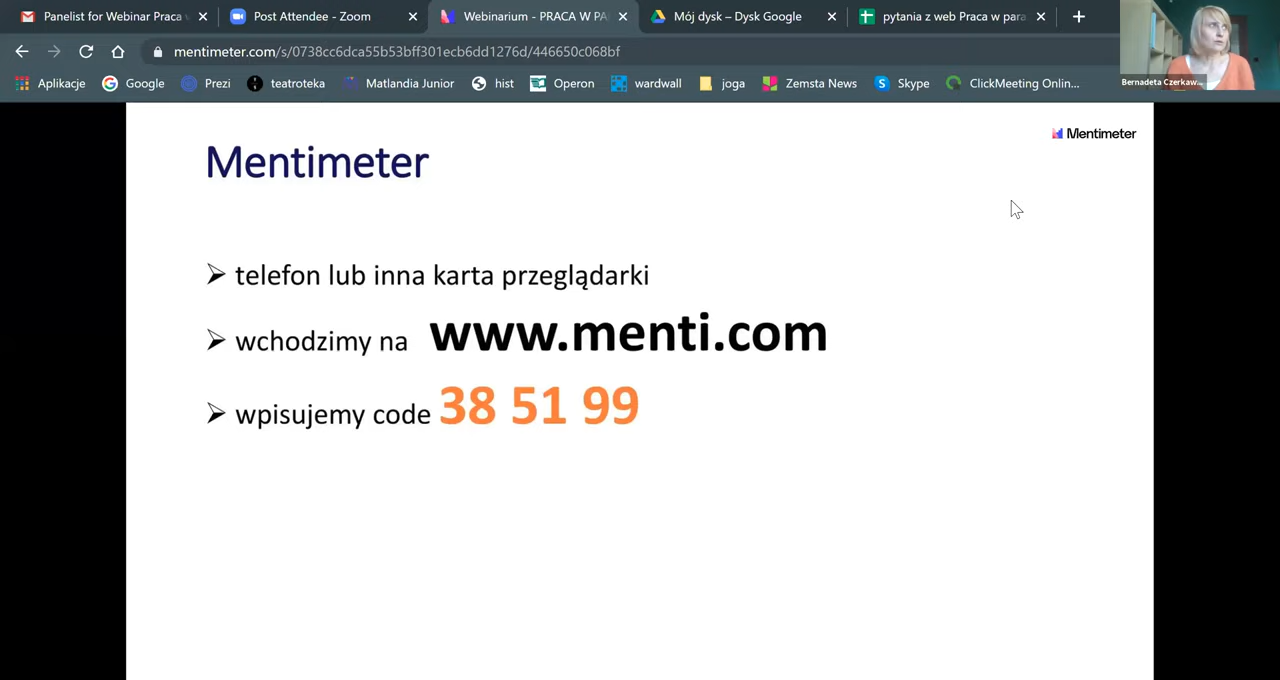 Panelist for Webinar Praca w
Post Attendee - Zoom
Webinarium - PRACA W PA
Mój dysk – Dysk Google
pytania z web Praca w para
mentimeter.com/s/0738cc6dca55b53bff301ecb6dd1276d/446650c068bf
Aplikacje
Google
Prezi
teatroteka
Matlandia Junior
hist
Operon
wardwall
joga
Zemsta News
Skype
ClickMeeting Onlin...
Bernadeta Czerkaw...
Mentimeter
Mentimeter
➢ telefon lub inna karta przeglądarki
➢ wchodzimy na www.menti.com
➢ wpisujemy code 38 51 99